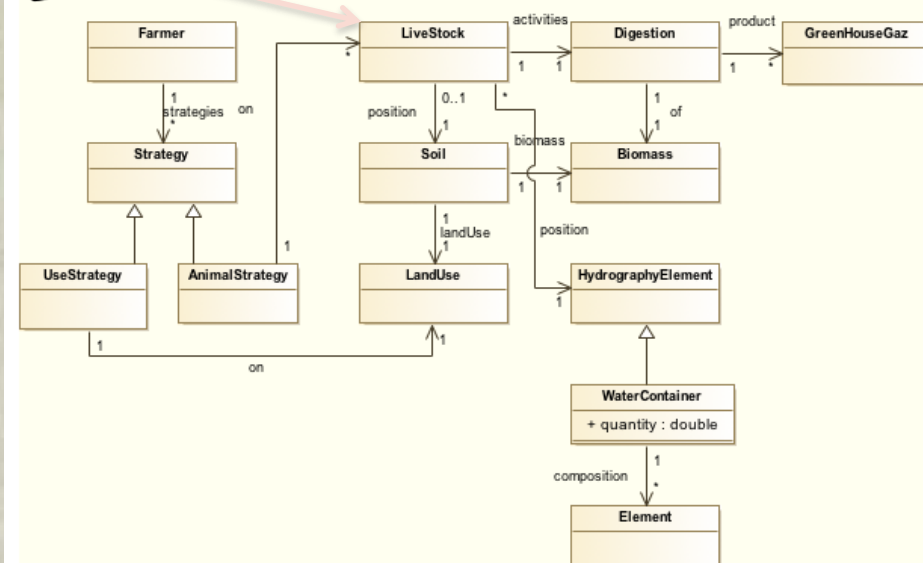 activities
product
Farmer
LiveStock
Digestion
GreenHouseGaz
*
1
1
1
*
1
strategies
on
*
position
0..1
1
*
1
of
1
biomass
Strategy
Soil
Biomass
1
1
1
landUse
1
position
1
UseStrategy
AnimalStrategy
LandUse
HydrographyElement
1
1
1
on
WaterContainer
+ quantity : double
1
composition
*
Element